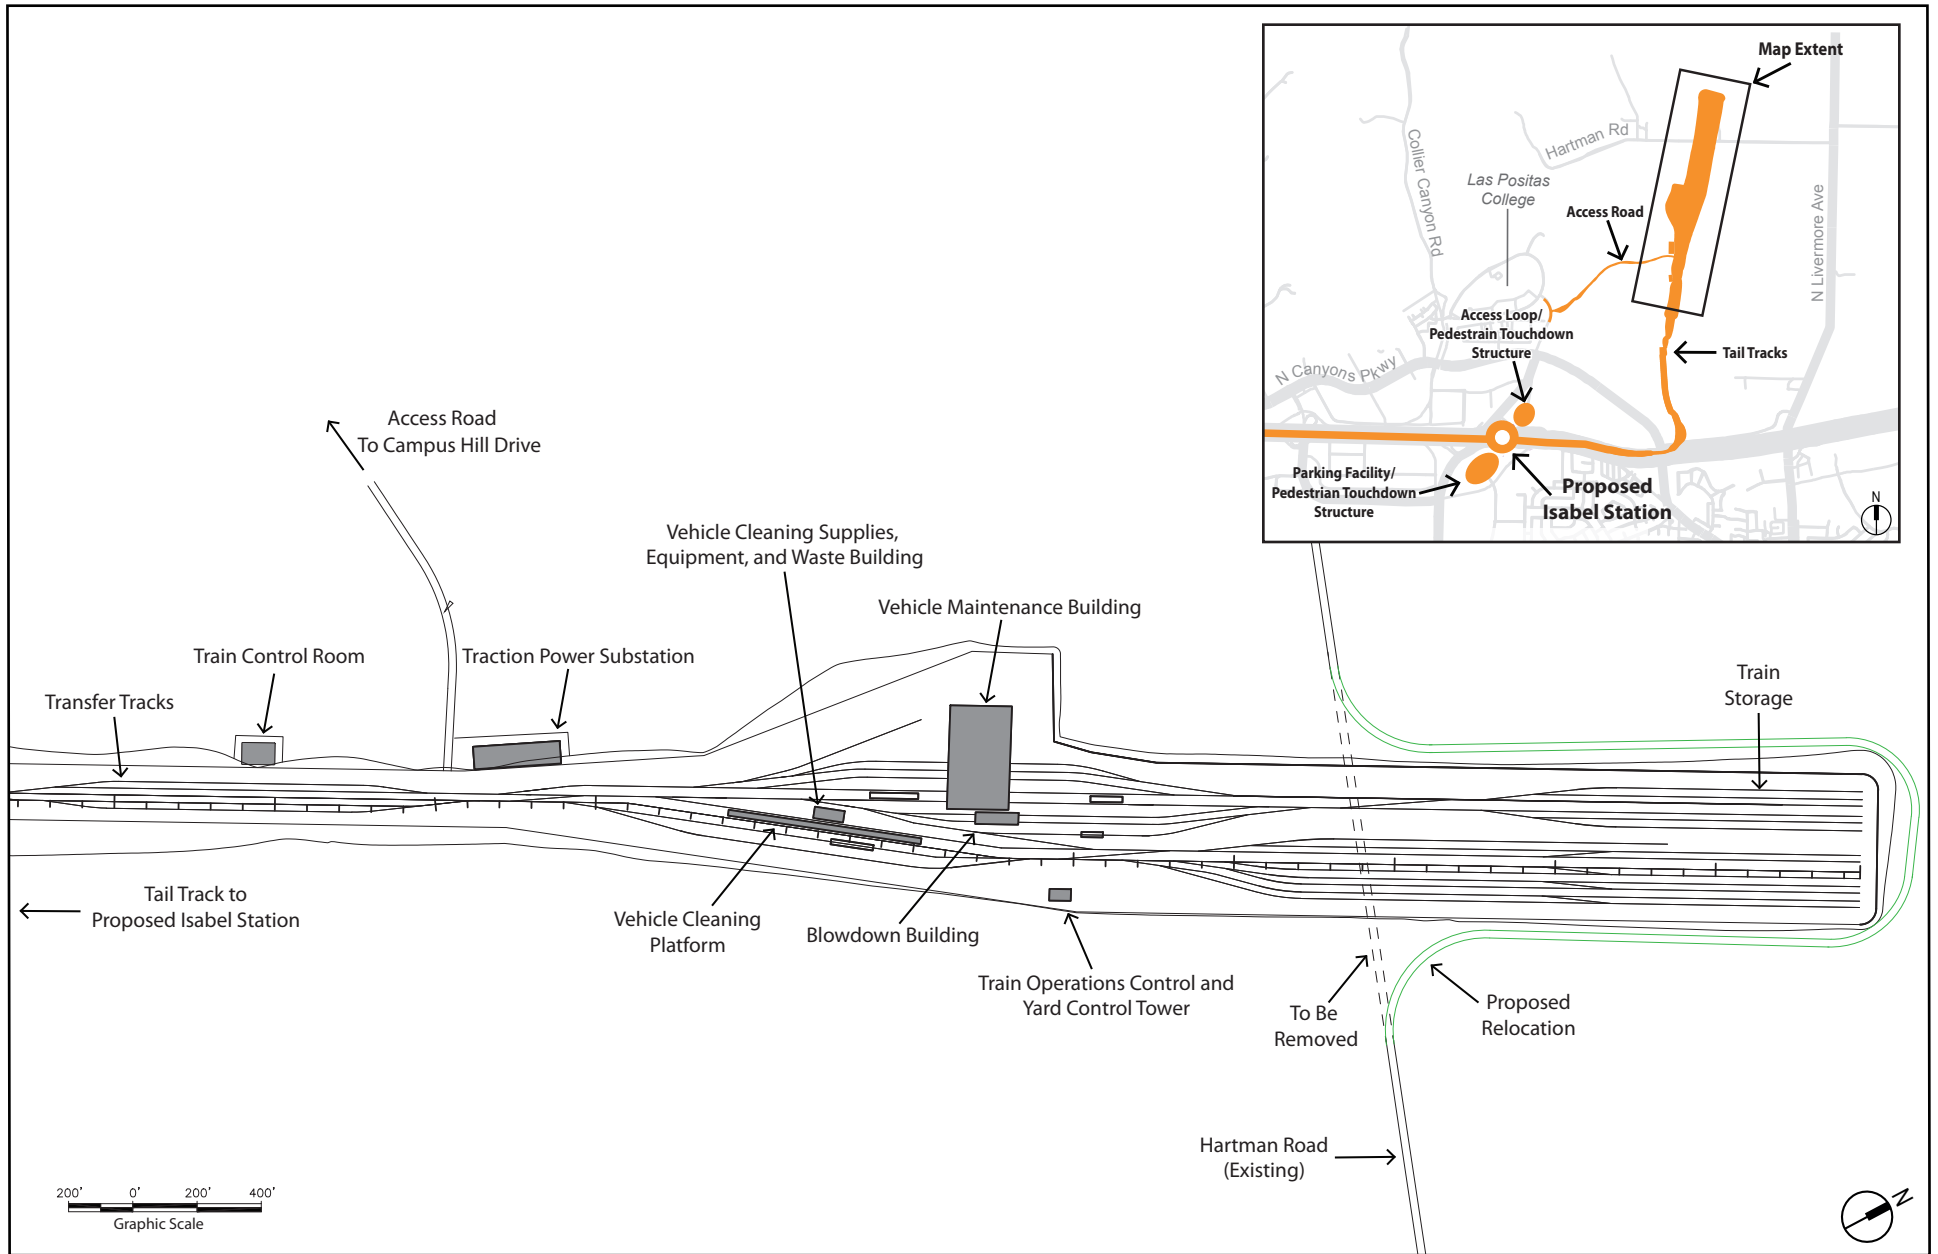 Map Extent
Hartman Rd
Collier Canyon Rd
Las Positas
College
Access Road
N Livermore Ave
Access Loop/
Pedestrain Touchdown
Structure
Tail Tracks
N Canyons Pkwy
Parking Facility/
Pedestrian Touchdown
Structure
Proposed
Isabel Station
N
Access Road
To Campus Hill Drive
Vehicle Cleaning Supplies,
Equipment, and Waste Building
Vehicle Maintenance Building
Train Control Room
Traction Power Substation
Transfer Tracks
Train
Storage
Tail Track to
Proposed Isabel Station
Vehicle Cleaning
Platform
Blowdown Building
Train Operations Control and
Yard Control Tower
To Be
Removed
Proposed
Relocation
Hartman Road
(Existing)
200' 0' 200' 400'
Graphic Scale
N